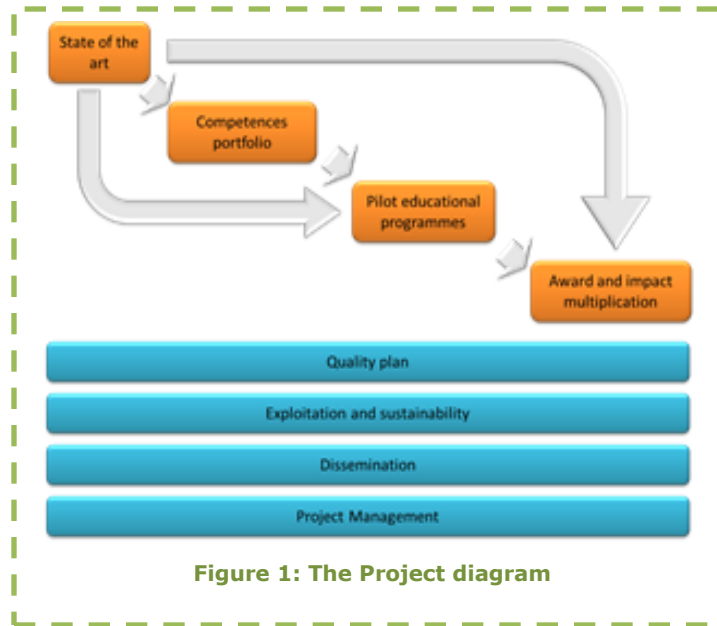 State of the
art
Competences
portfolio
Pilot educational
programmes
Award and impact
multiplication
Quality plan
Exploitation and sustainability
Dissemination
Project Management
Figure 1: The Project diagram